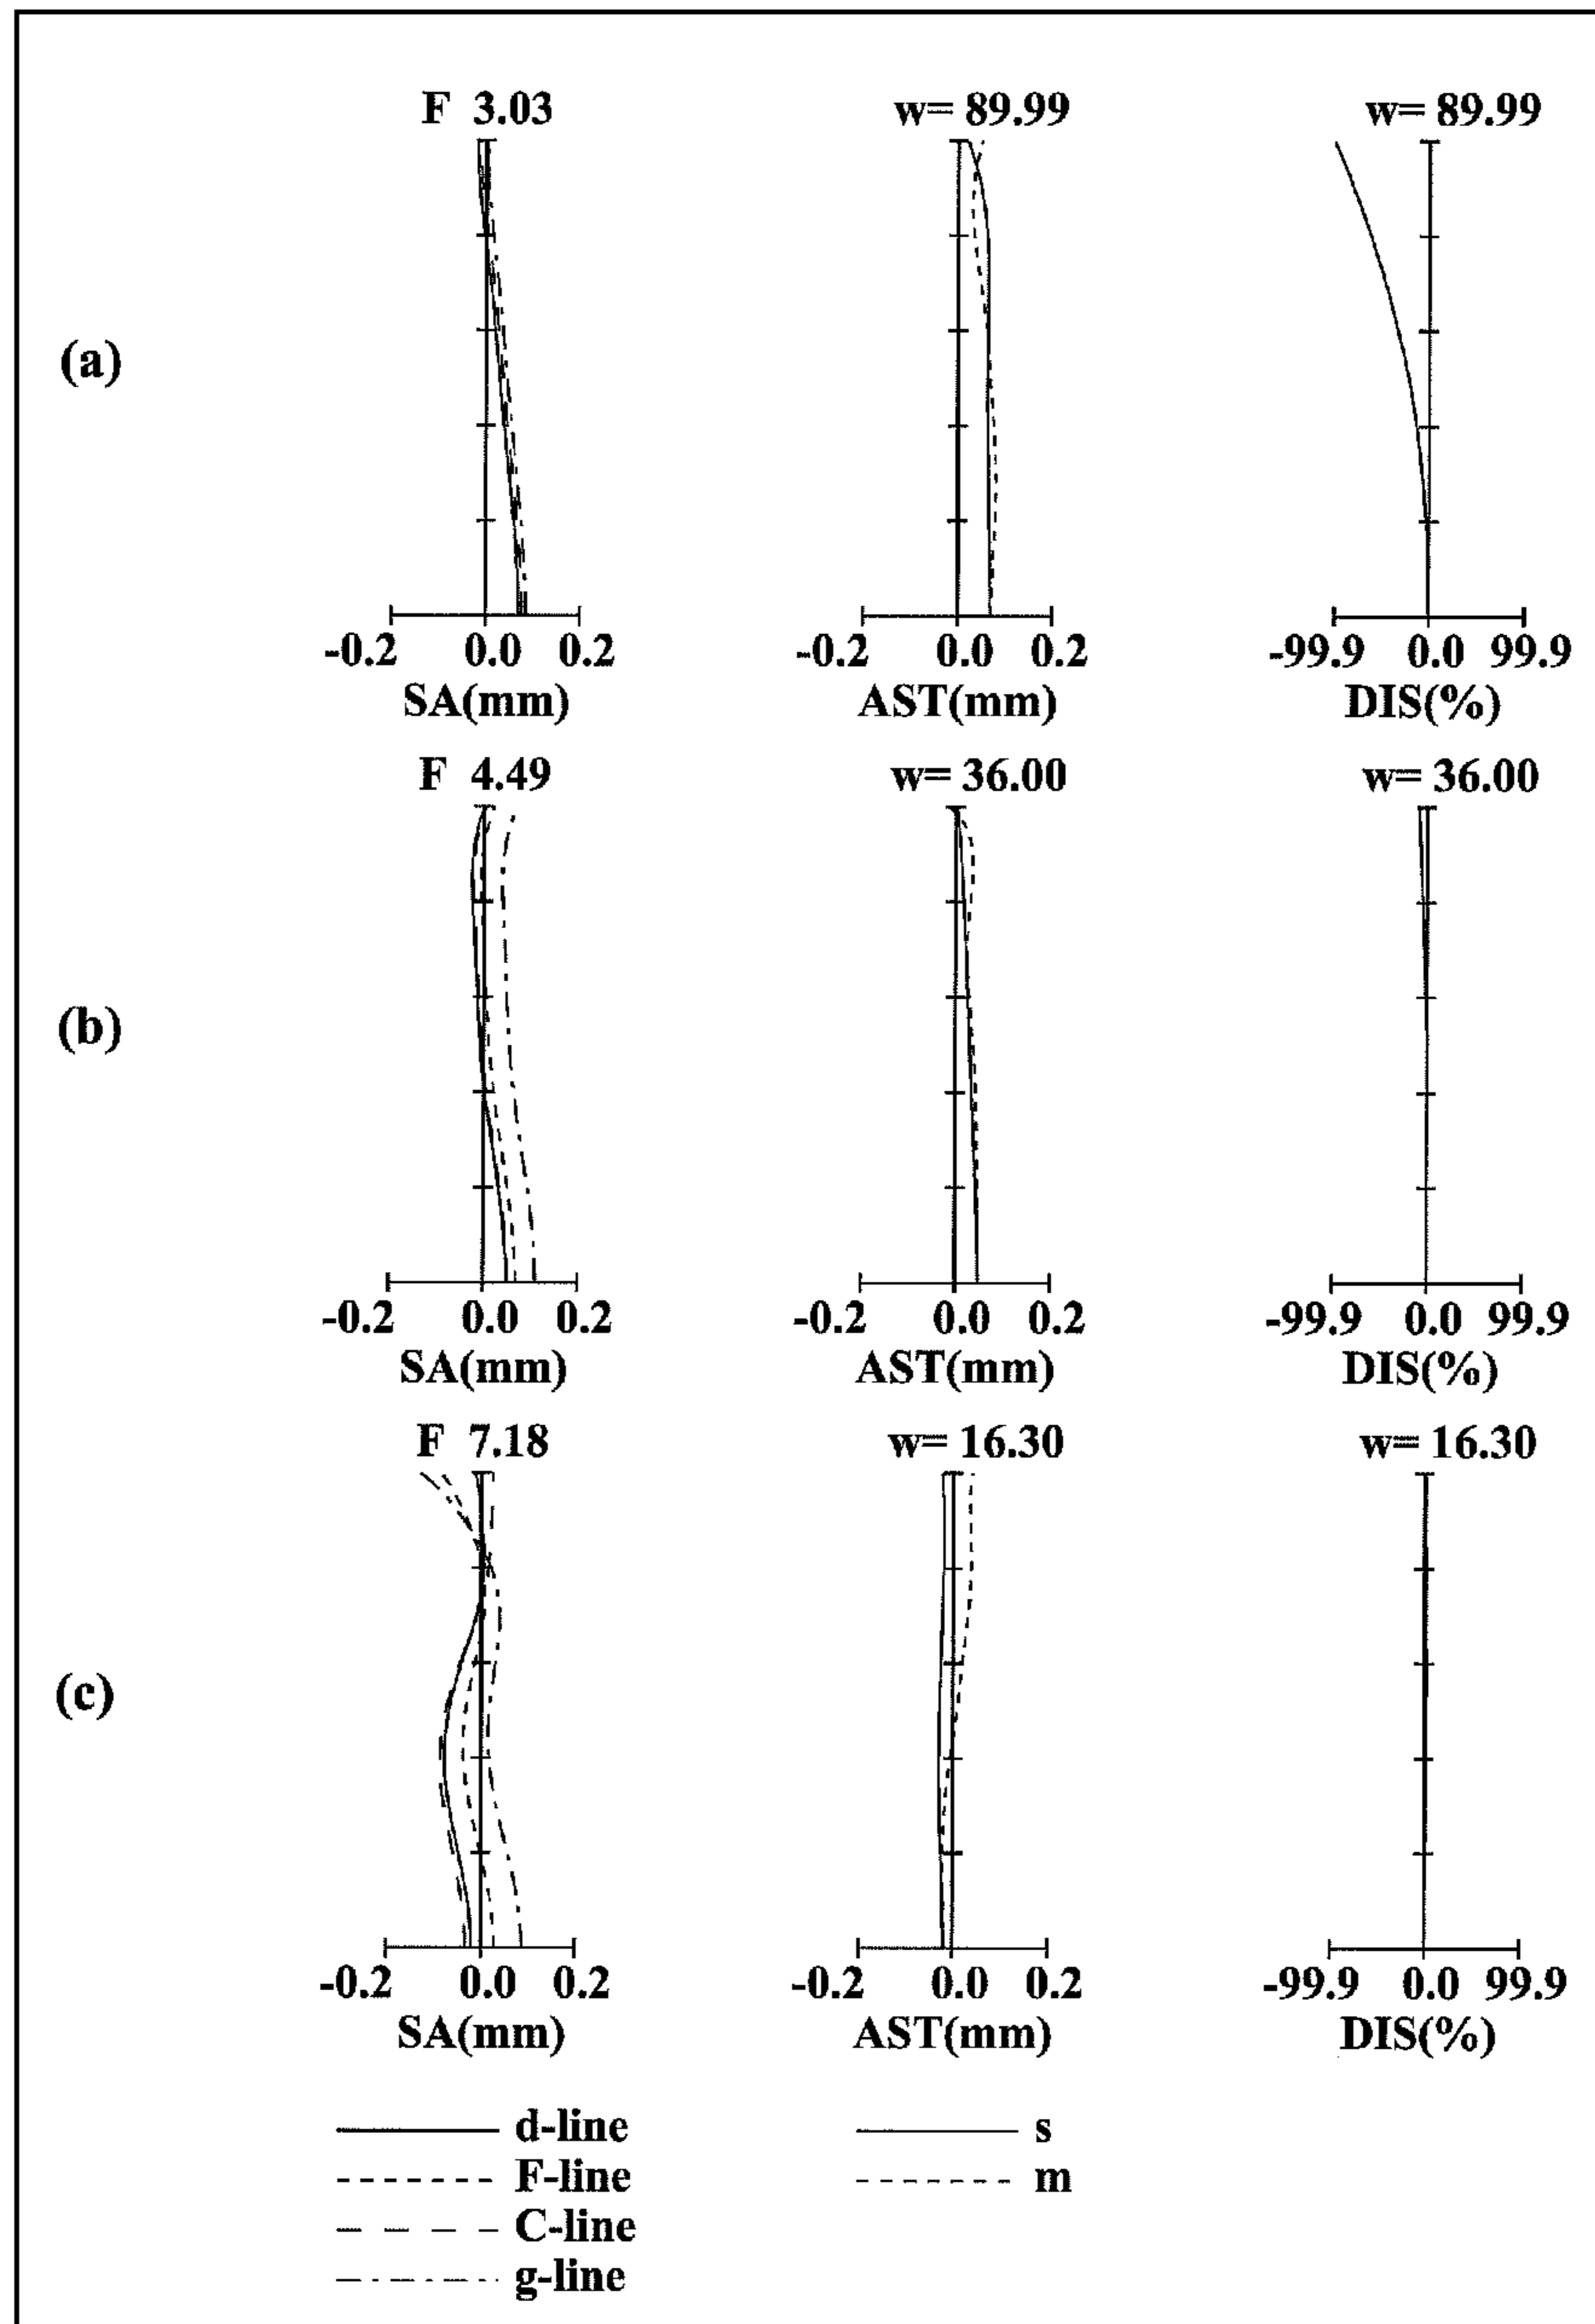 F 3.03 w= 89.99 w= 89.99
(a)
-0.2 0.0 0.2 -0.2 0.0 0.2 -99.9 0.0 99.9
SA(mm) AST(mm) DIS(%)
F 4.49 w= 36.00 w= 36.00
(b)
-0.2 0.0 0.2 -0.2 0.0 0.2 -99.9 0.0 99.9
SA(mm) AST(mm) DIS(%)
F 7.18 w= 16.30 w= 16.30
(c)
-0.2 0.0 0.2 -0.2 0.0 0.2 -99.9 0.0 99.9
SA(mm) AST(mm) DIS(%)
d-line s
F-line m
C-line
g-line